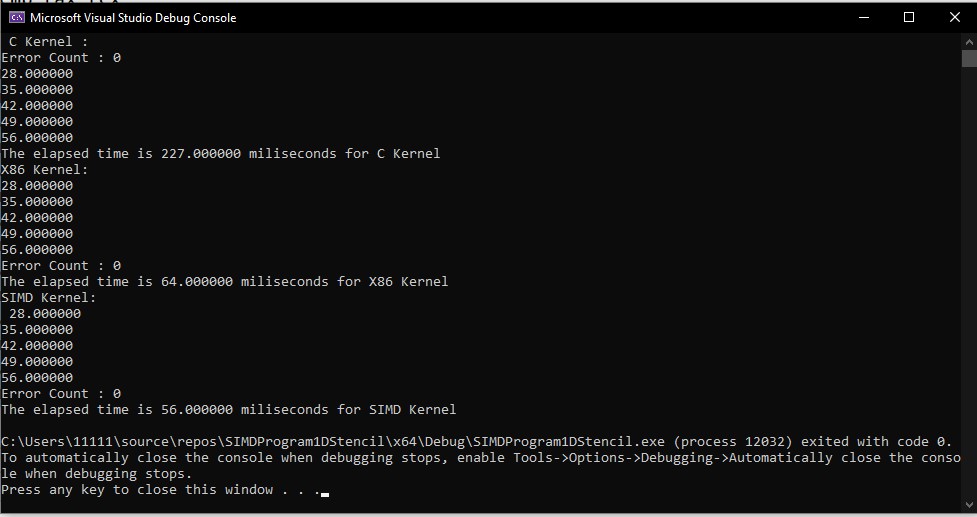 Microsoft Visual Studio Debug Console
C Kernel :
Error Count : 0
28.000000
35.000000
42.000000
49.000000
56.000000
The elapsed time is 227.000000 miliseconds for C Kernel
X86 Kernel:
28.000000
35.000000
42.000000
49.000000
56.000000
Error Count : 0
The elapsed time is 64.000000 miliseconds for X86 Kernel
SIMD Kernel:
28.000000
35.000000
42.000000
49.000000
56.000000
Error Count : 0
The elapsed time is 56.000000 miliseconds for SIMD Kernel
C:\Users\11111\source\repos\SIMDProgram1DStencil\x64\Debug\SIMDProgram1DStencil.exe (process 12032) exited with code 0.
To automatically close the console when debugging stops, enable Tools->Options->Debugging->Automatically close the conso
le when debugging stops.
Press any key to close this window . . .